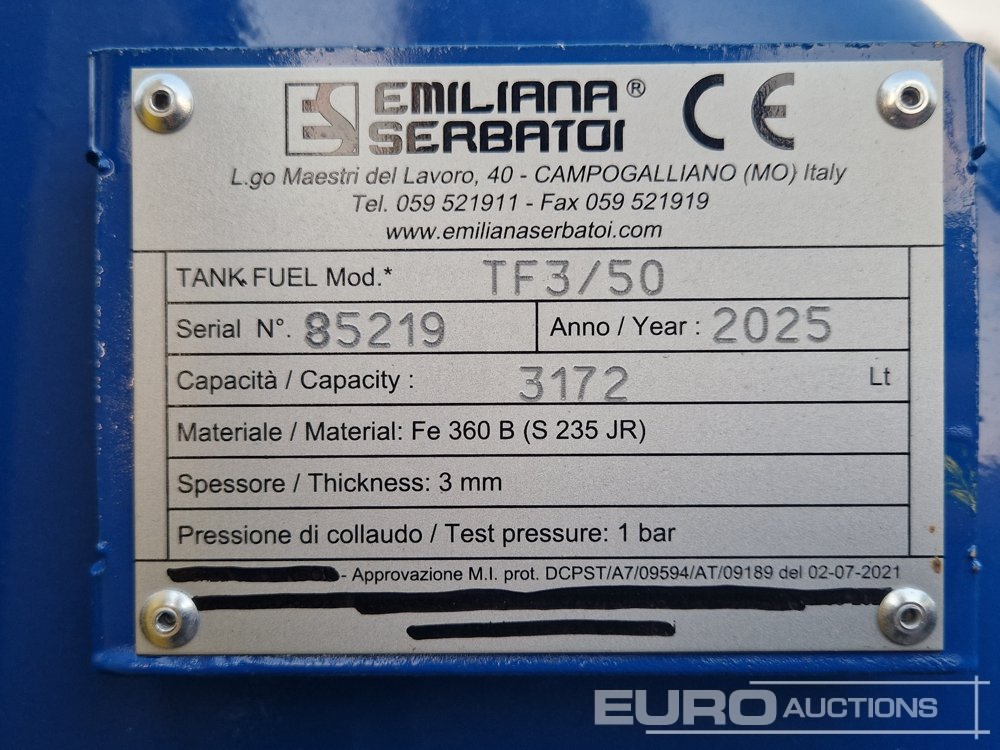 ES EMILIANA ® CE
SERBATOI
L.go Maestri del Lavoro, 40 - CAMPOGALLIANO (MO) Italy
Tel. 059 521911 - Fax 059 521919
www.emilianaserbatoi.com
TANK FUEL Mod.* TF3/50
Serial N°. 85219 Anno / Year : 2025
Capacità / Capacity : 3172 Lt
Materiale / Material: Fe 360 B (S 235 JR)
Spessore / Thickness: 3 mm
Pressione di collaudo / Test pressure: 1 bar
- Approvazione M.I. prot. DCPST/A7/09594/AT/09189 del 02-07-2021
EURO AUCTIONS